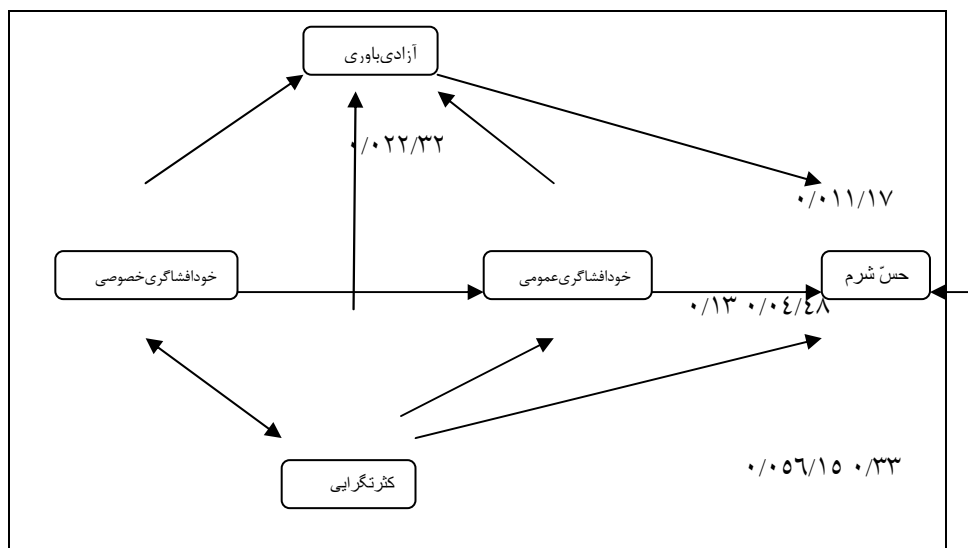 آزادی‌باوری
۰/۰۲۲/۳۲
۰/۰۱۱/۱۷
خودافشاگری‌خصوصی
خودافشاگری‌عمومی
حسّ شرم
۰/۱۳ ۰/۰٤/٤۸
۰/۰٥٦/۱٥ ۰/۳۳
کثرتگرایی